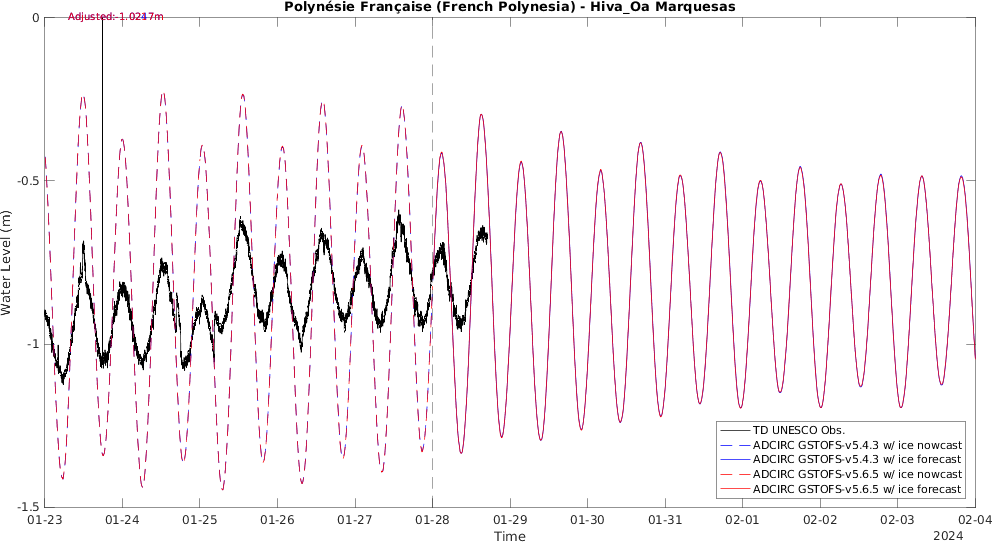 Polynésie Française (French Polynesia) - Hiva_Oa Marquesas
0
-0.5
-1
-1.5
Water Level (m)
TD UNESCO Obs.
ADCIRC GSTOFS-v5.4.3 w/ ice nowcast
ADCIRC GSTOFS-v5.4.3 w/ ice forecast
ADCIRC GSTOFS-v5.6.5 w/ ice nowcast
ADCIRC GSTOFS-v5.6.5 w/ ice forecast
01-23 01-24 01-25 01-26 01-27 01-28 01-29 01-30 01-31 02-01 02-02 02-03 02-04
Time
2024